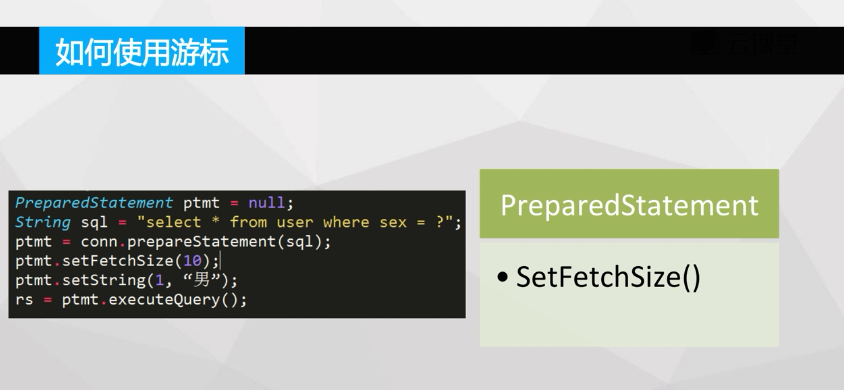 如何使用游标
PreparedStatement ptmt = null;
String sql = "select * from user where sex = ?";
ptmt = conn.prepareStatement(sql);
ptmt.setFetchSize(10);
ptmt.setString(1, “男”);
rs = ptmt.executeQuery();
PreparedStatement
• SetFetchSize()